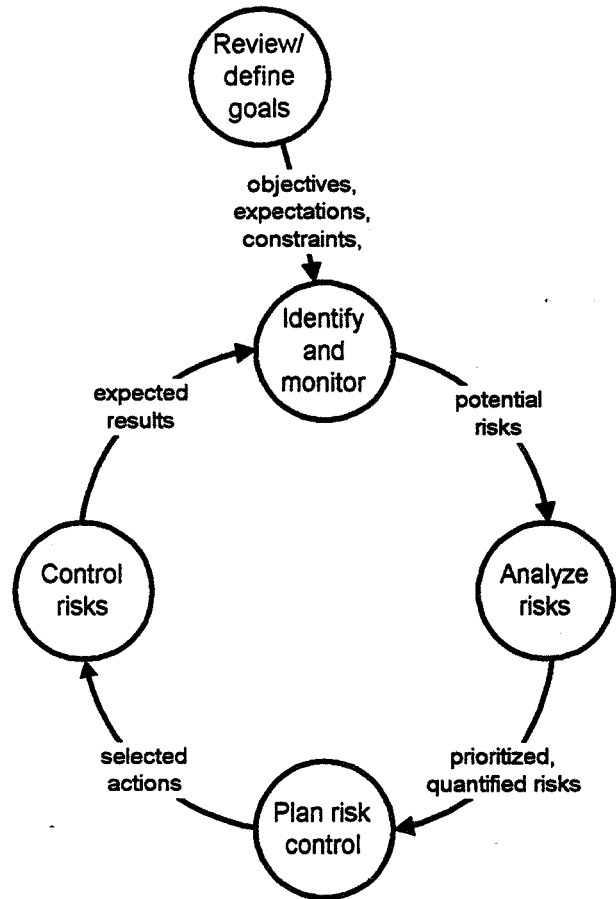 Review/
define
goals
objectives,
expectations,
constraints,
Identify
and
monitor
expected
results
potential
risks
Control
risks
Analyze
risks
selected
actions
prioritized,
quantified risks
Plan risk
control